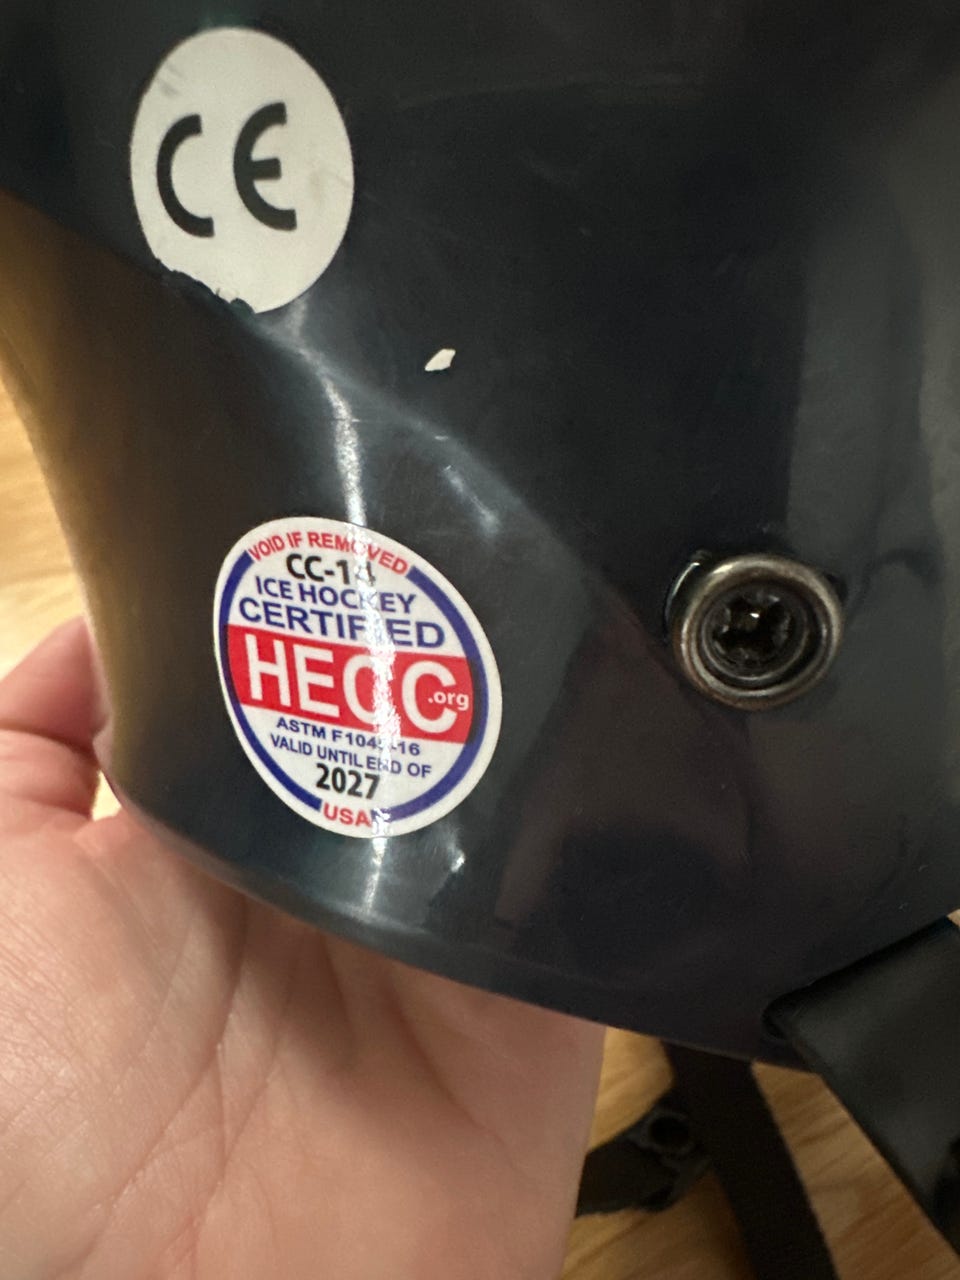 CE
VOID IF REMOVED
CC-14
ICE HOCKEY
CERTIFIED
HECC
.org
ASTM F1045-16
VALID UNTIL END OF
2027
USA